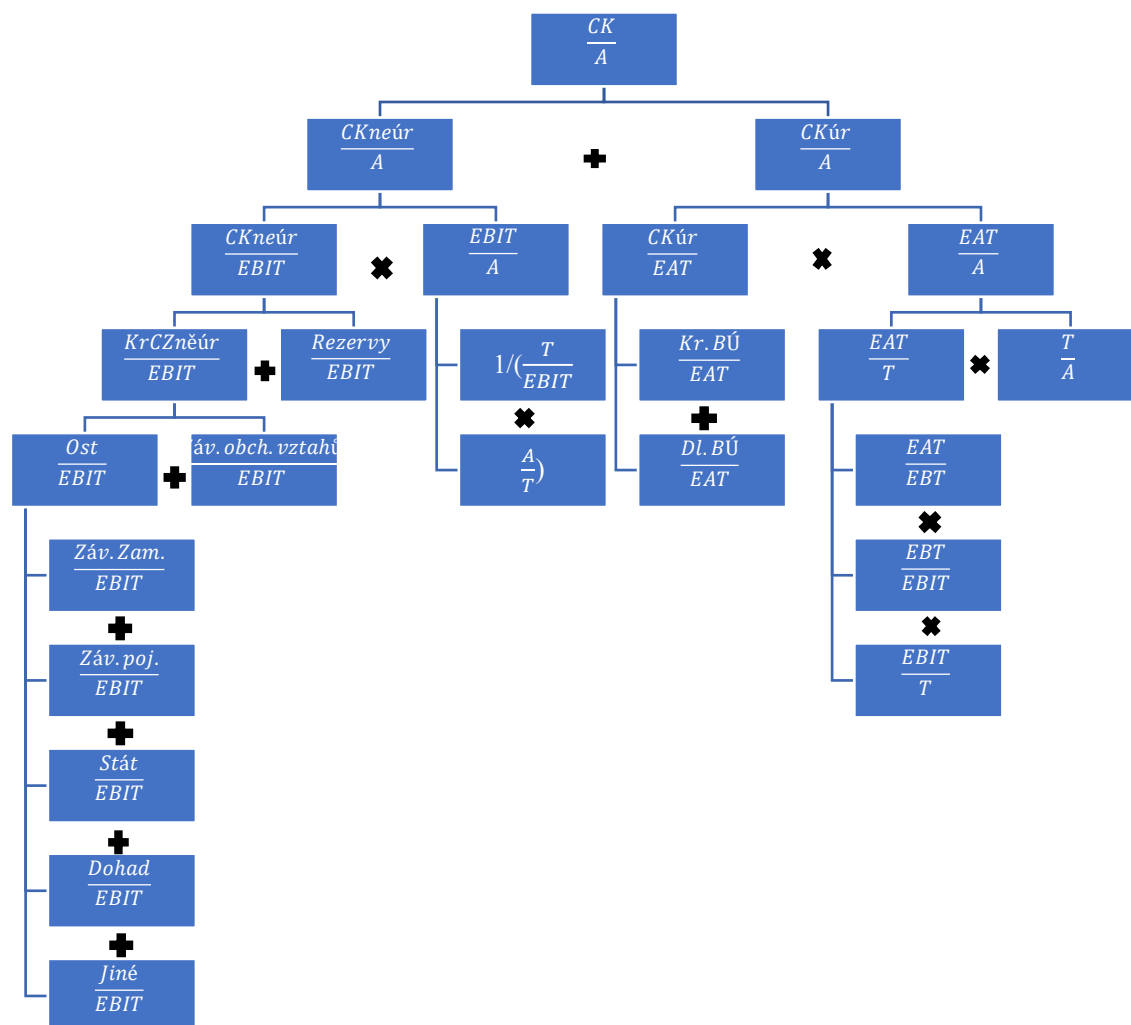 CK
A
CKneúr
A
CKúr
A
CKneúr
EBIT
EBIT
A
CKúr
EAT
EAT
A
KrCZněúr
EBIT
Rezervy
EBIT
1/(T
EBIT
Kr. BÚ
EAT
EAT
T
T
A
Ost
EBIT
áv. obch. vztahů
EBIT
A
T)
Dl. BÚ
EAT
EAT
EBT
Záv. Zam.
EBIT
EBT
EBIT
Záv. poj.
EBIT
EBIT
T
Stát
EBIT
Dohad
EBIT
Jiné
EBIT